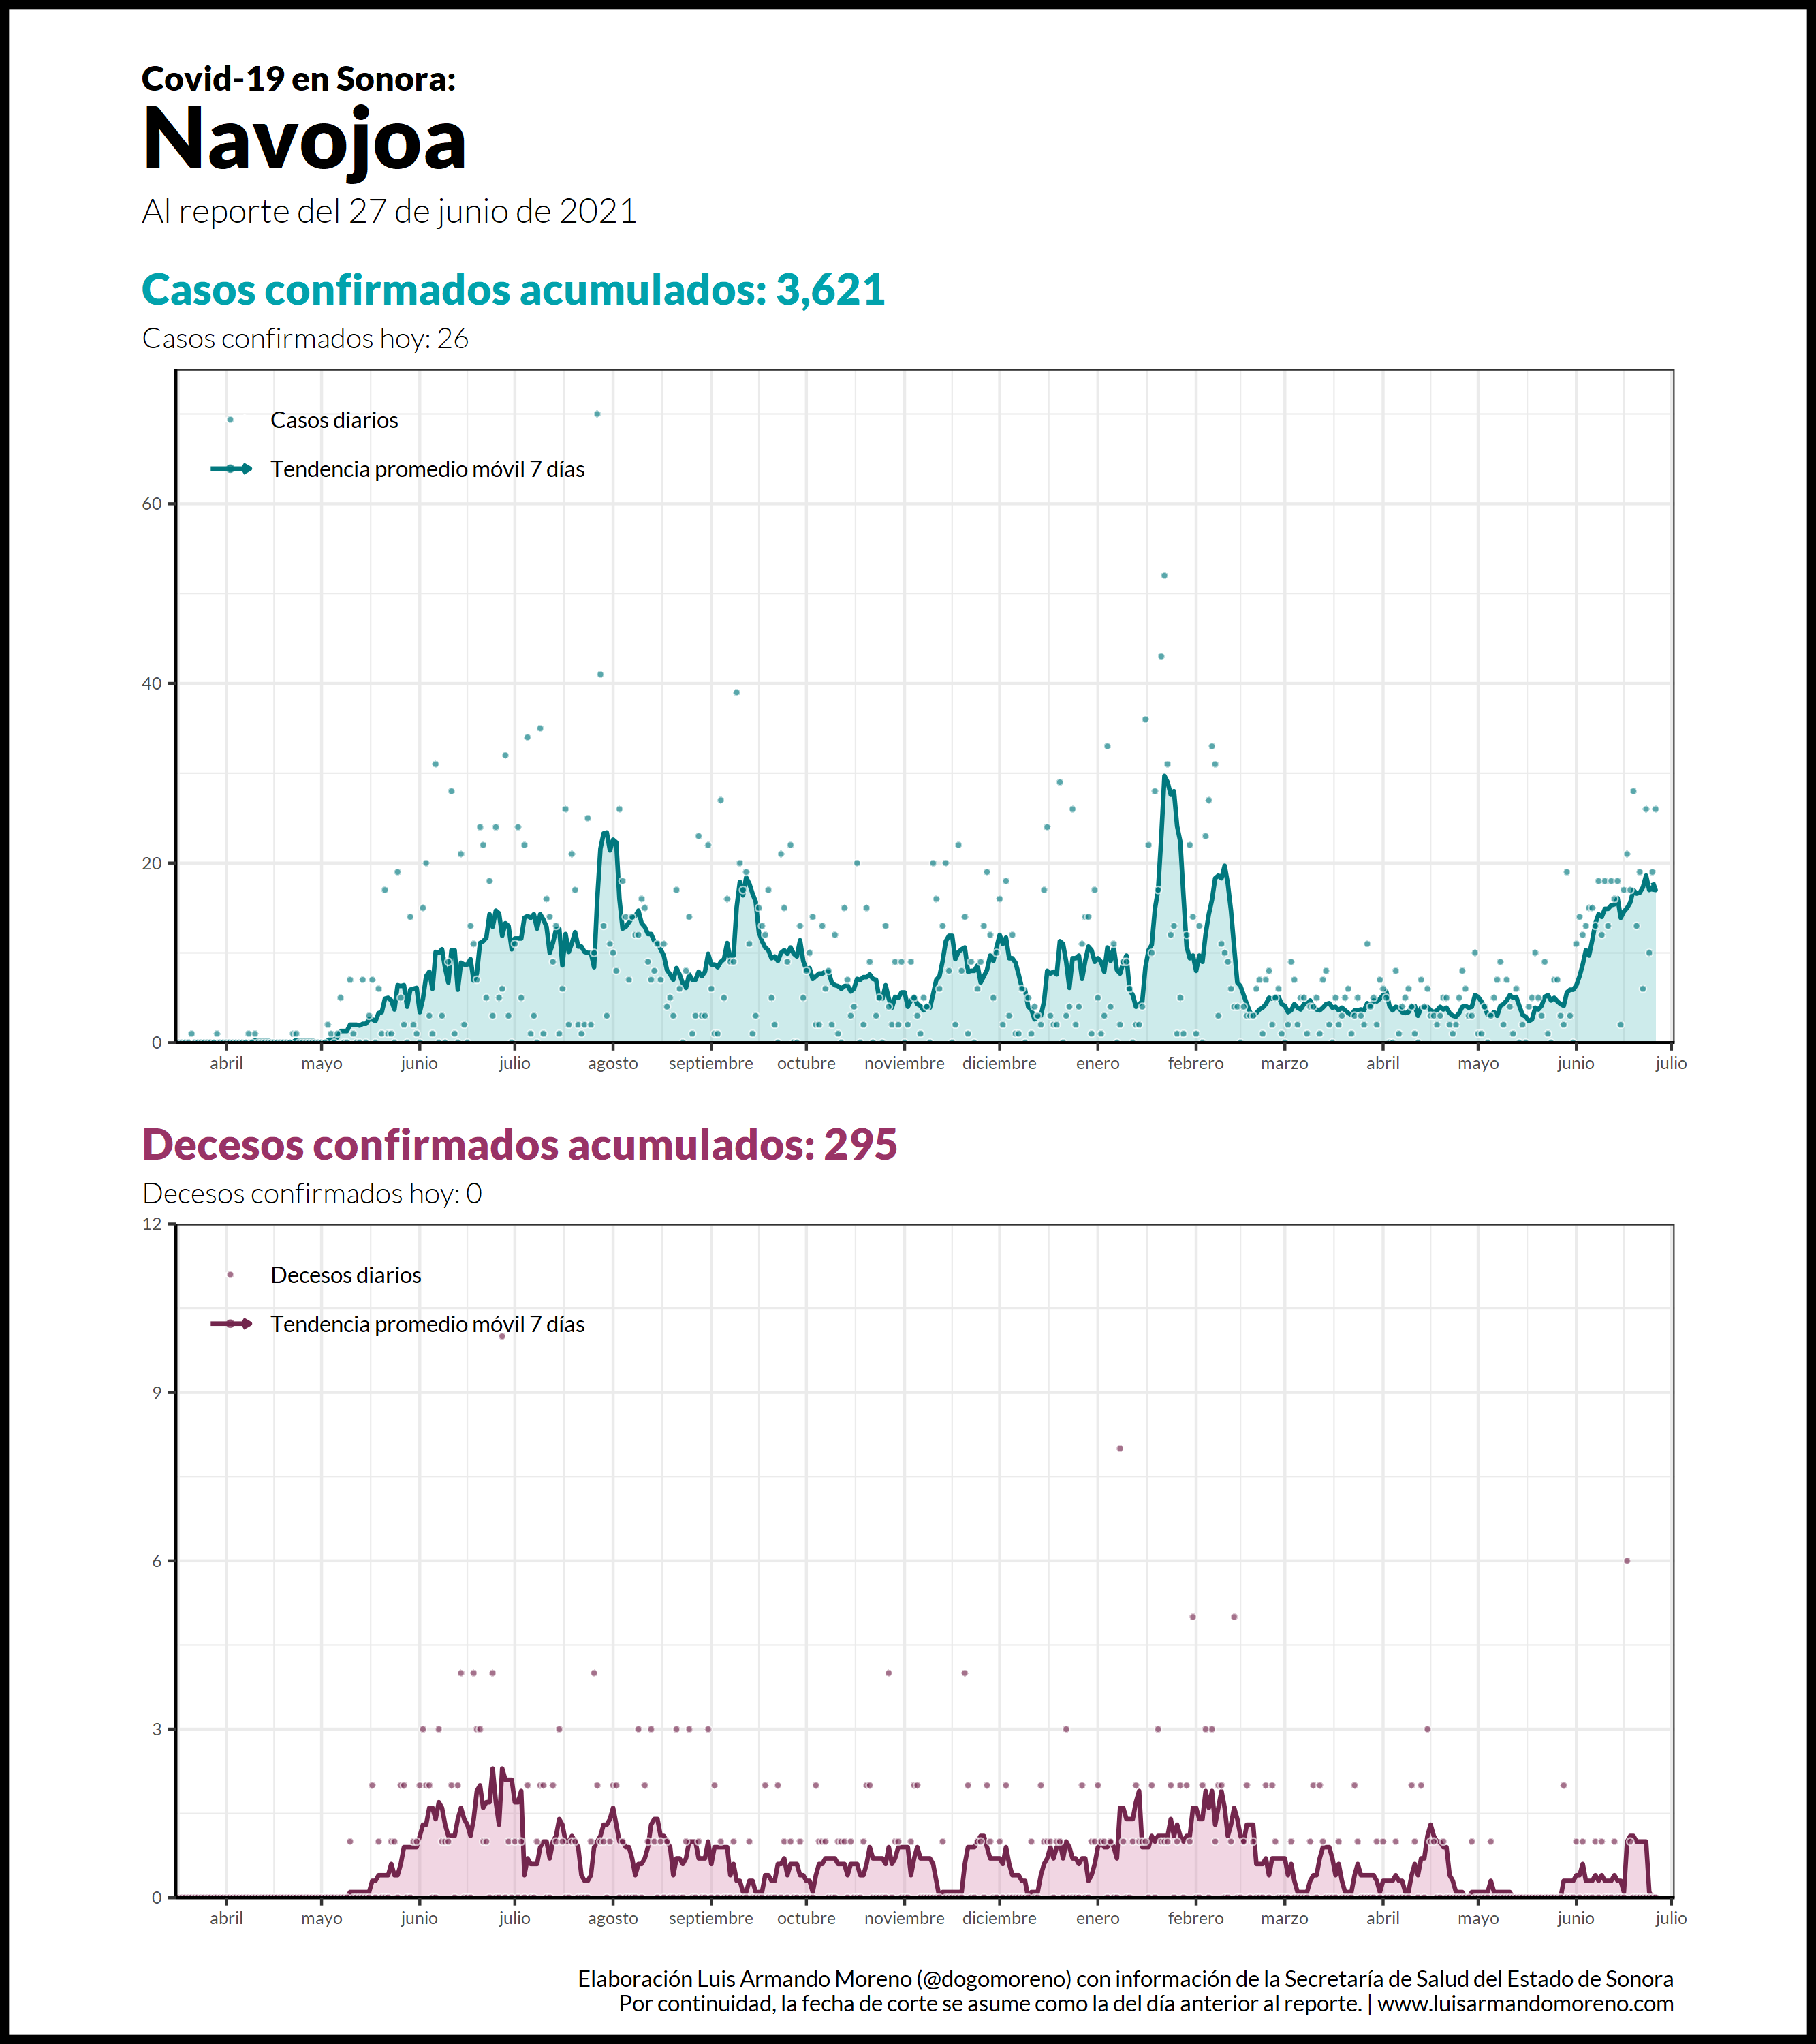 Covid-19 en Sonora:
Navojoa
Al reporte del 27 de junio de 2021
Casos confirmados acumulados: 3,621
Casos confirmados hoy: 26
Casos diarios
Tendencia promedio móvil 7 días
60
40
20
0
abril mayo junio julio agosto septiembre octubre noviembre diciembre enero febrero marzo abril mayo junio julio
Decesos confirmados acumulados: 295
Decesos confirmados hoy: 0
12
Decesos diarios
Tendencia promedio móvil 7 días
9
6
3
0
abril mayo junio julio agosto septiembre octubre noviembre diciembre enero febrero marzo abril mayo junio julio
Elaboración Luis Armando Moreno (@dogomoreno) con información de la Secretaría de Salud del Estado de Sonora
Por continuidad, la fecha de corte se asume como la del día anterior al reporte. | www.luisarmandomoreno.com